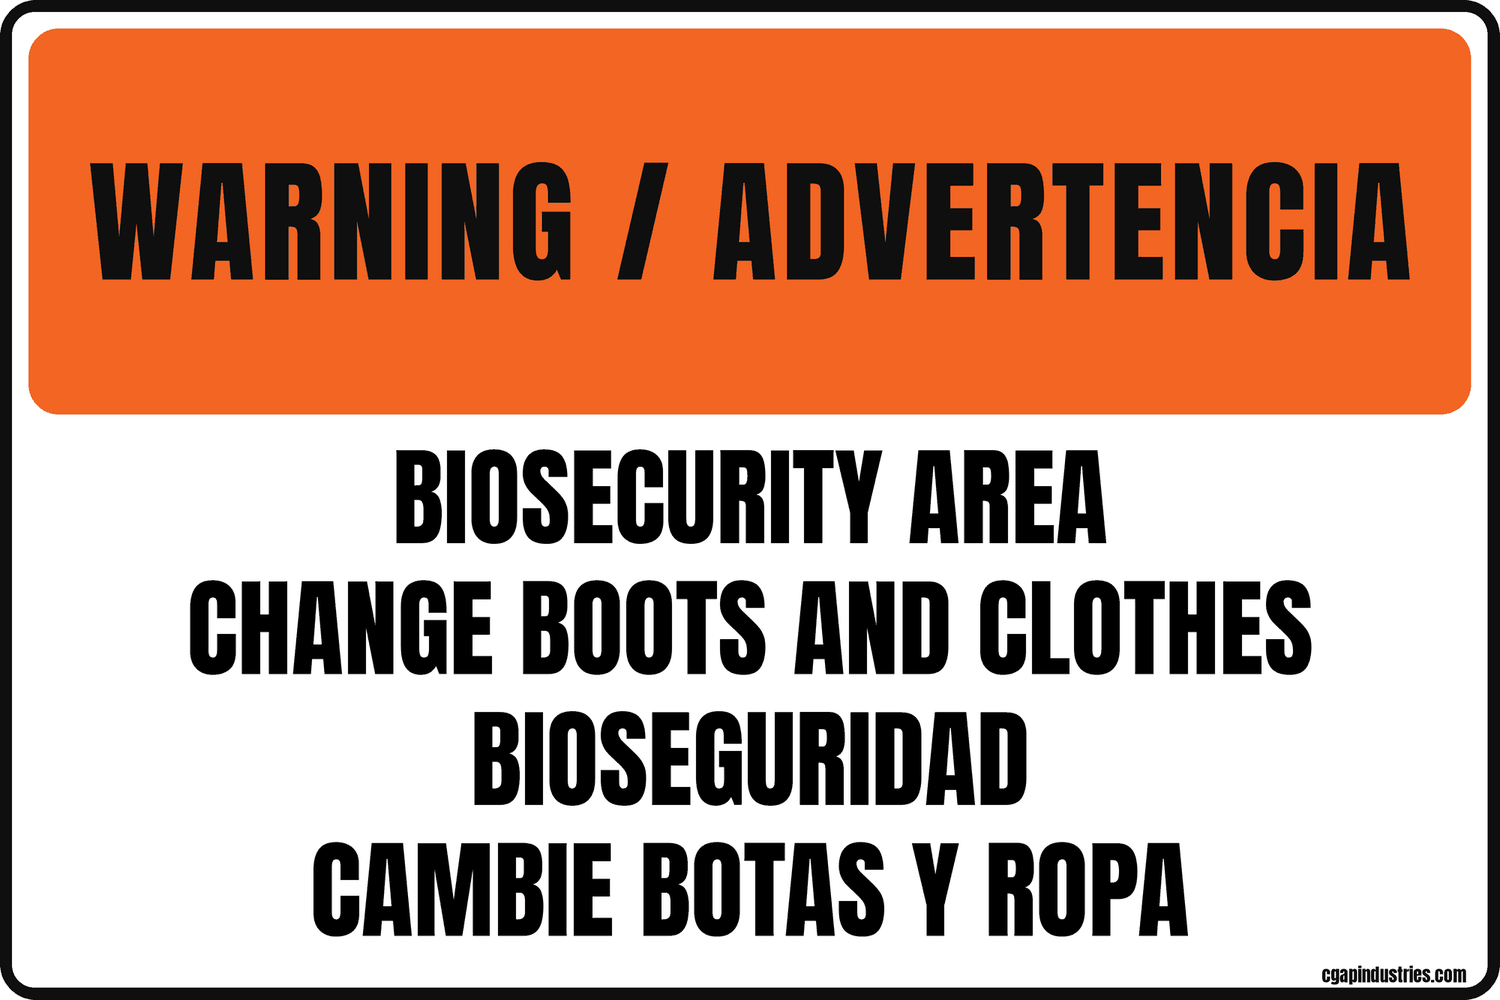 WARNING / ADVERTENCIA
BIOSECURITY AREA
CHANGE BOOTS AND CLOTHES
BIOSEGURIDAD
CAMBIE BOTAS Y ROPA
cgapindustries.com